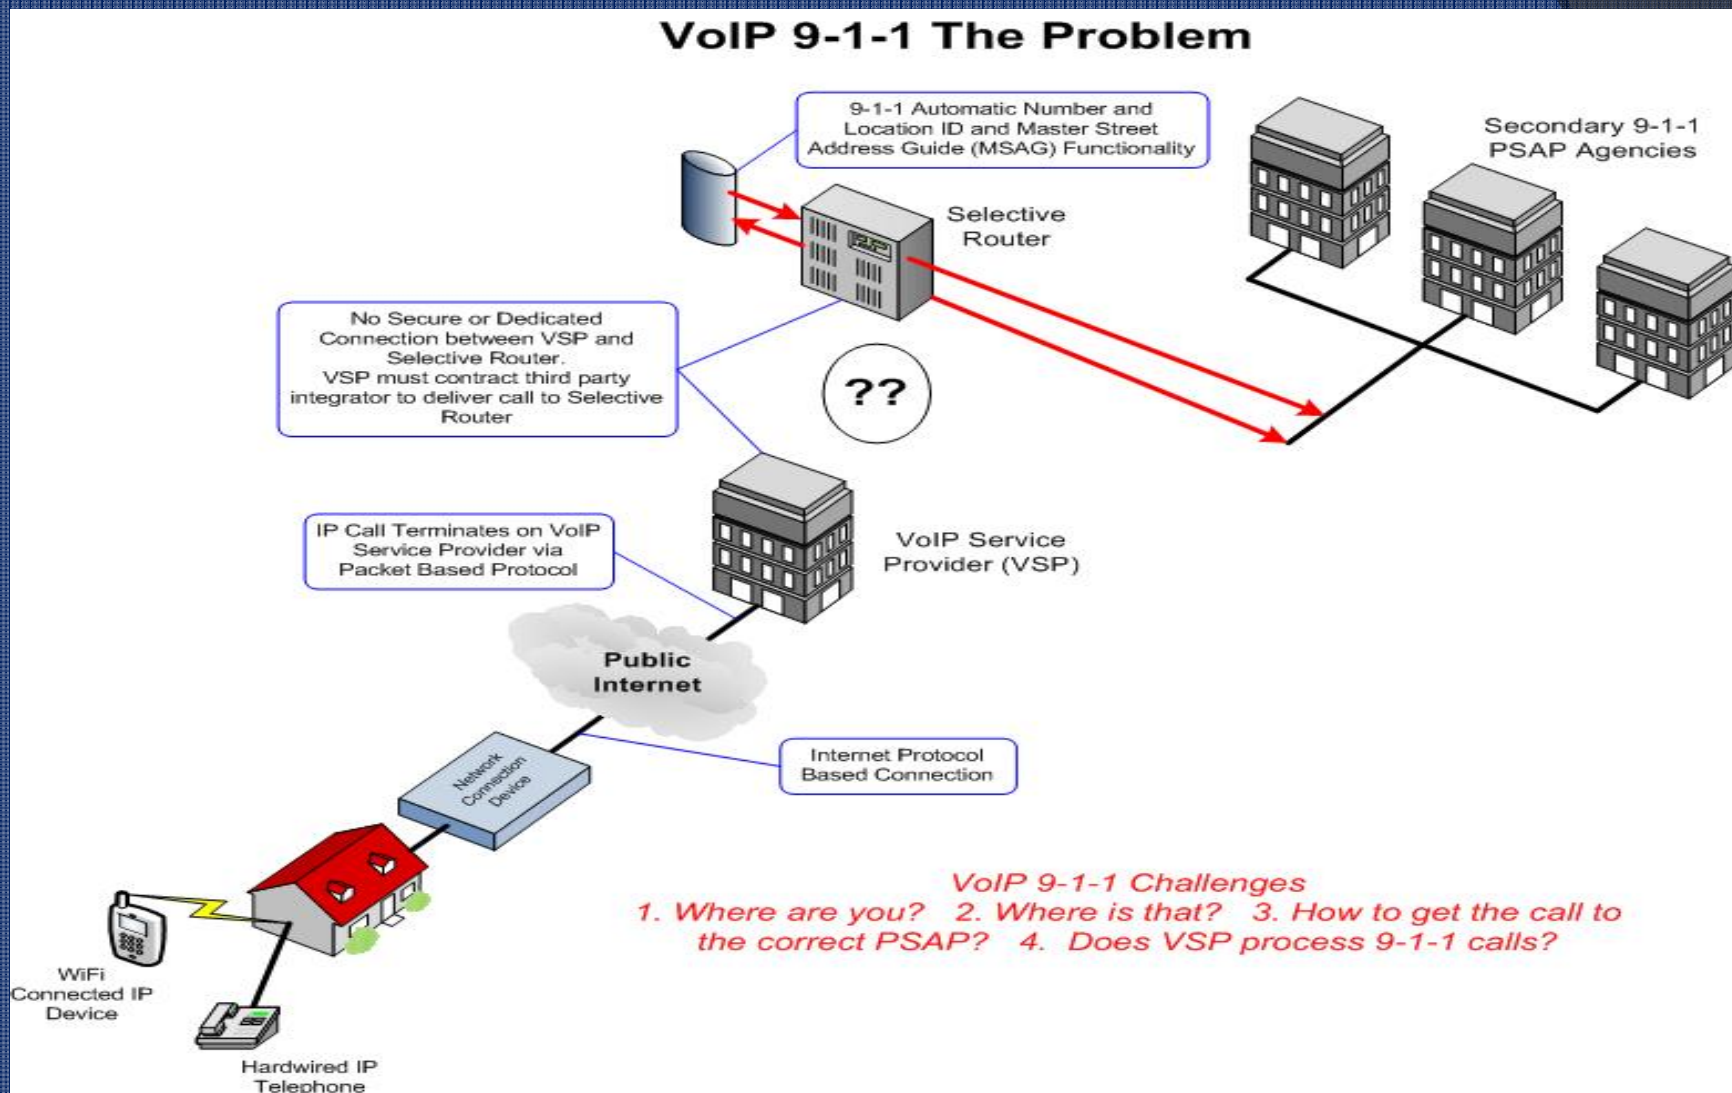 VoIP 9-1-1 The Problem
9-1-1 Automatic Number and
Location ID and Master Street
Address Guide (MSAG) Functionality
Secondary 9-1-1
PSAP Agencies
Selective
Router
No Secure or Dedicated
Connection between VSP and
Selective Router.
VSP must contract third party
integrator to deliver call to Selective
Router
??
IP Call Terminates on VoIP
Service Provider via
Packet Based Protocol
VoIP Service
Provider (VSP)
Public
Internet
Internet Protocol
Based Connection
Network
Connection
Device
VoIP 9-1-1 Challenges
1. Where are you? 2. Where is that? 3. How to get the call to
the correct PSAP? 4. Does VSP process 9-1-1 calls?
WiFi
Connected IP
Device
Hardwired IP
Telephone